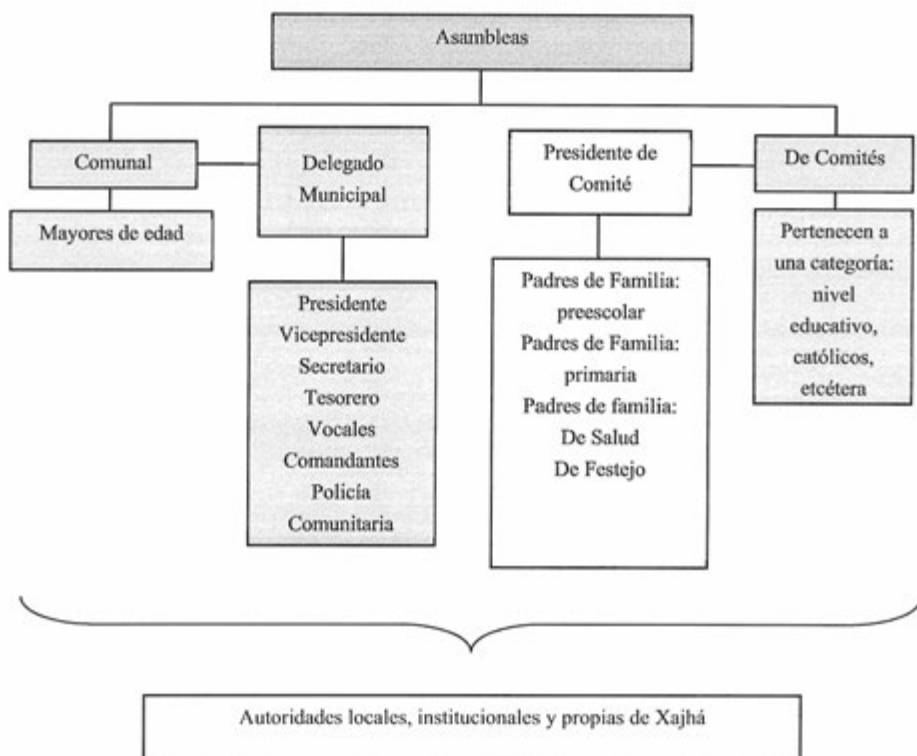 Asambleas
Comunal
Delegado
Municipal
Presidente de
Comité
De Comités
Mayores de edad
Pertenecen a
una categoría:
nivel
educativo,
católicos,
etcétera
Presidente
Vicepresidente
Secretario
Tesorero
Vocales
Comandantes
Policía
Comunitaria
Padres de Familia:
preescolar
Padres de Familia:
primaria
Padres de familia:
De Salud
De Festejo
Autoridades locales, institucionales y propias de Xajhá